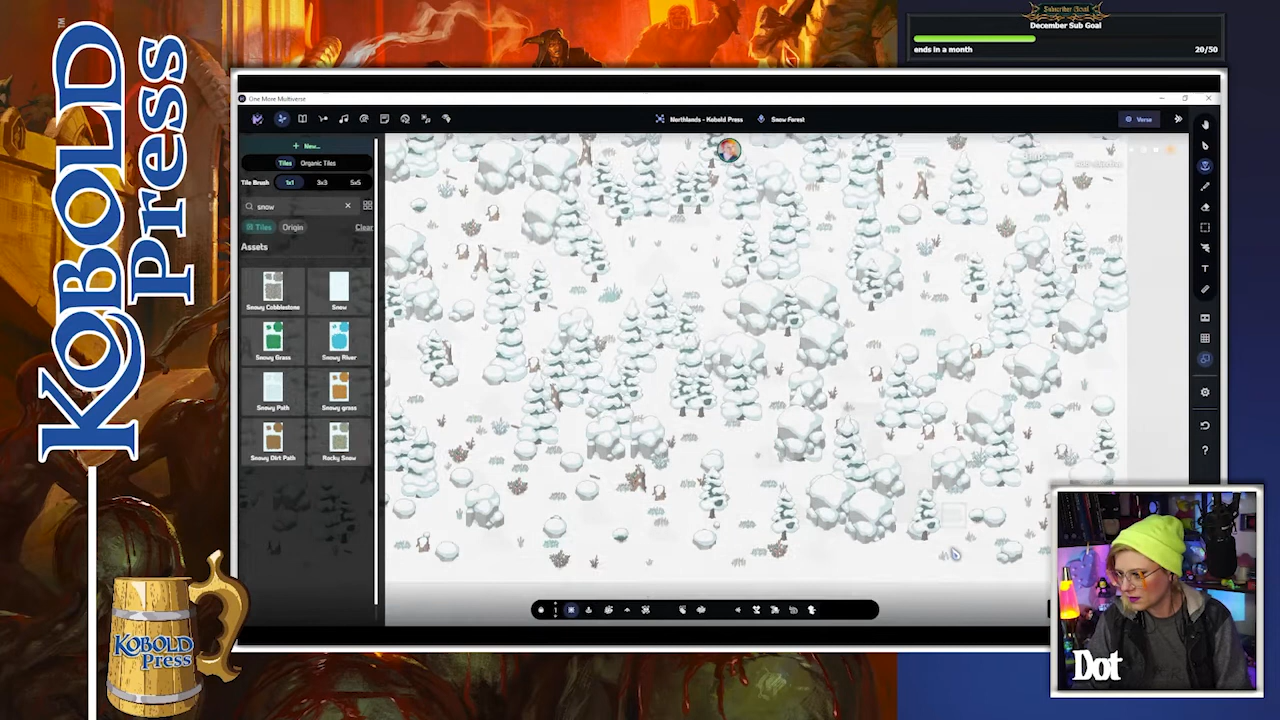 KOBOLD
Press
TM
Subscriber Goal
December Sub Goal
ends in a month
20/50
One More Multiverse
Northlands - Kobold Press
Snow Forest
Verse
+ New...
Tiles
Organic Tiles
Tile Brush
1x1
3x3
5x5
snow
Tiles
Origin
Clear
Assets
Snowy Cobblestone
Snow
Snowy Grass
Snowy River
Snowy Path
Snowy grass
Snowy Dirt Path
Rocky Snow
T
?
1
KOBOLD
Press
Dot